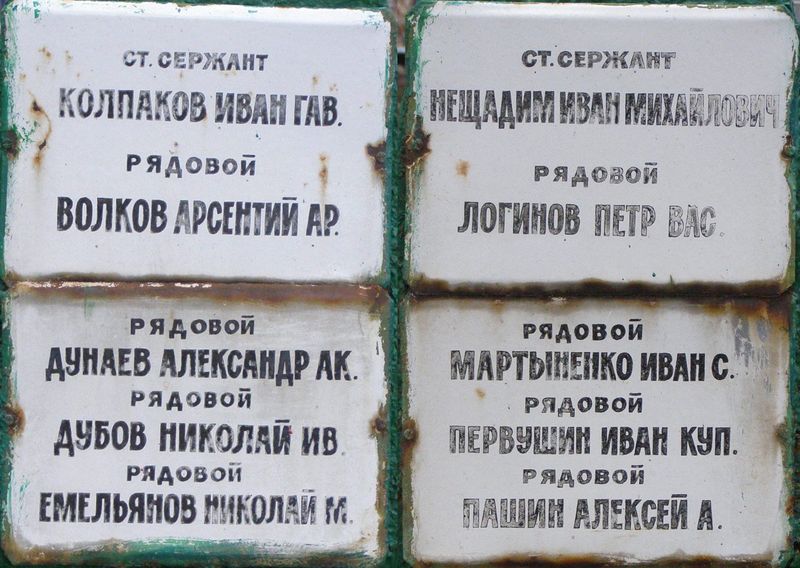 СТ. СЕРЖАНТ
КОЛПАКОВ ИВАН ГАВ.
РЯДОВОЙ
ВОЛКОВ АРСЕНТИЙ АР.
СТ. СЕРЖАНТ
НЕЩАДИМ ИВАН МИХАЙЛОВИЧ
РЯДОВОЙ
ЛОГИНОВ ПЕТР ВАС.
РЯДОВОЙ
ДУНАЕВ АЛЕКСАНДР АК.
РЯДОВОЙ
ДУБОВ НИКОЛАЙ ИВ
РЯДОВОЙ
ЕМЕЛЬЯНОВ НИКОЛАЙ М.
РЯДОВОЙ
МАРТЫНЕНКО ИВАН С.
РЯДОВОЙ
ПЕРВУШИН ИВАН КУП.
РЯДОВОЙ
ПАШИН АЛЕКСЕЙ А.